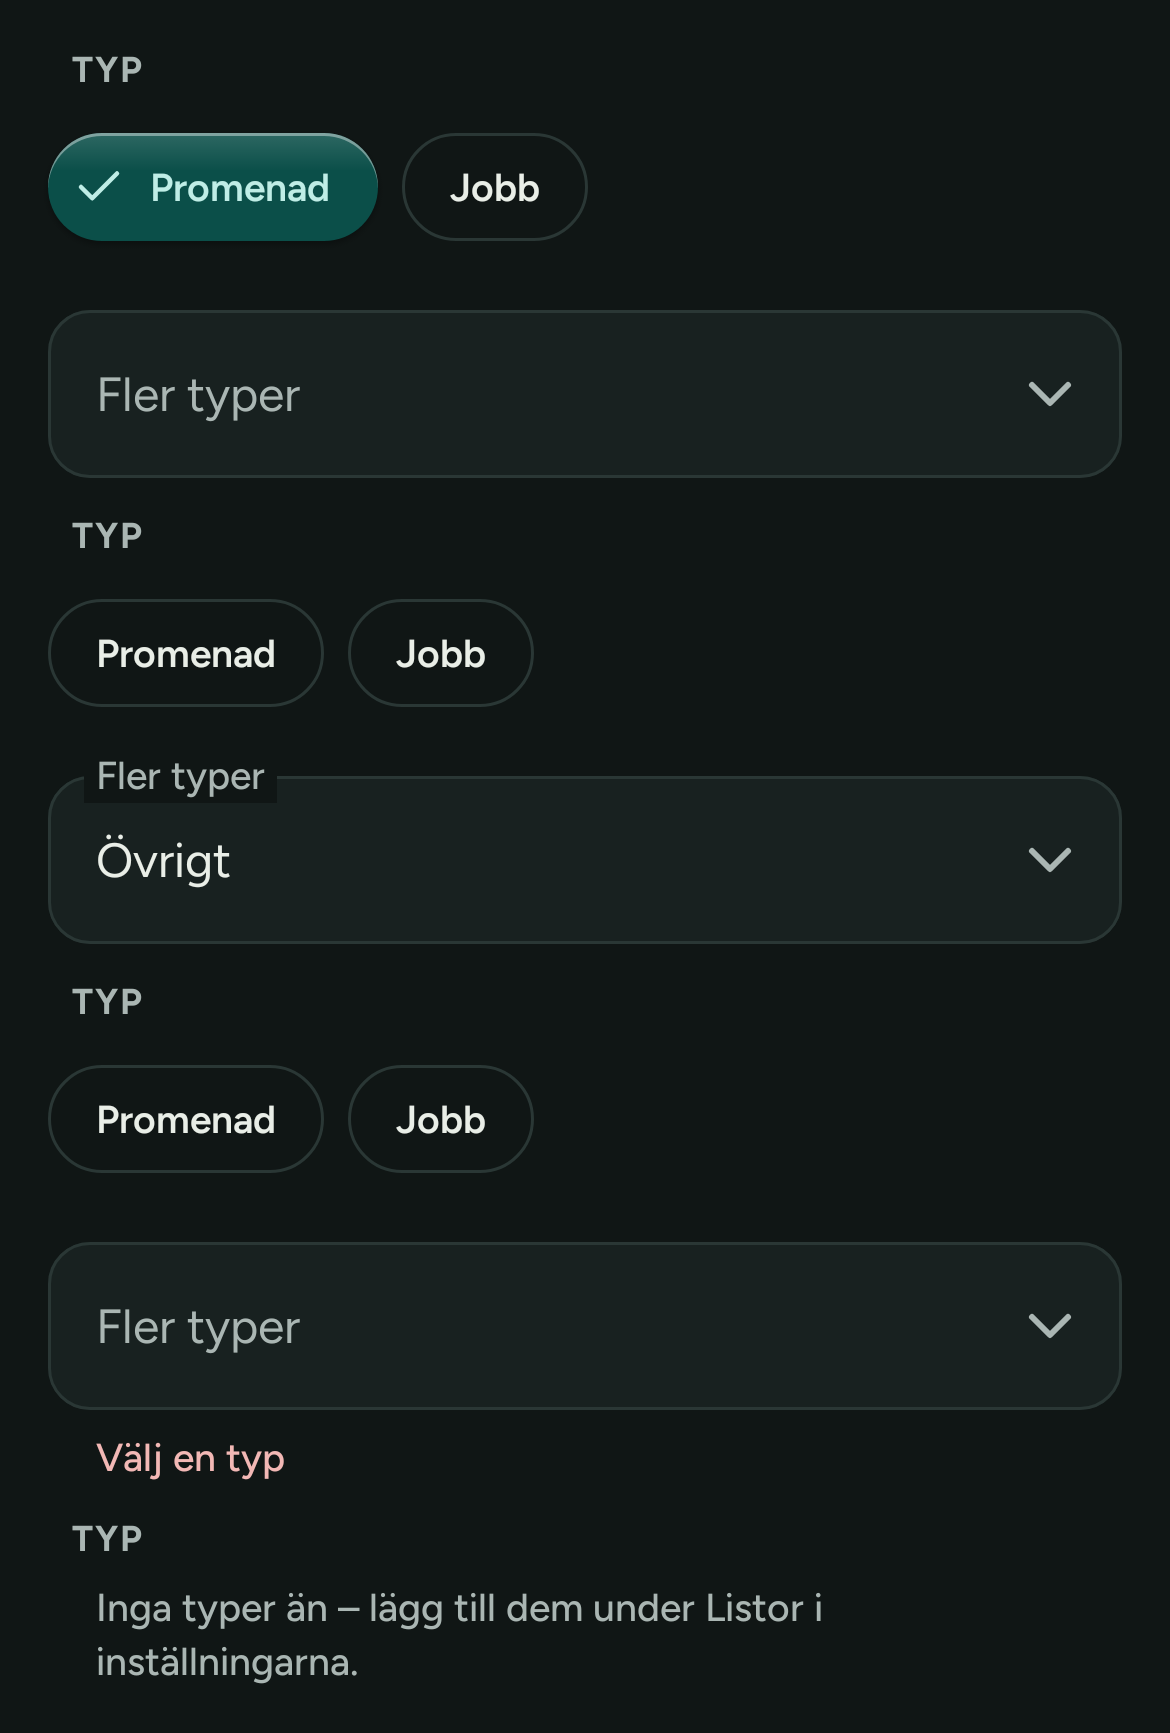 TYP
Promenad Jobb
Fler typer
TYP
Promenad Jobb
Fler typer
Övrigt
TYP
Promenad Jobb
Fler typer
Välj en typ
TYP
Inga typer än – lägg till dem under Listor i
inställningarna.